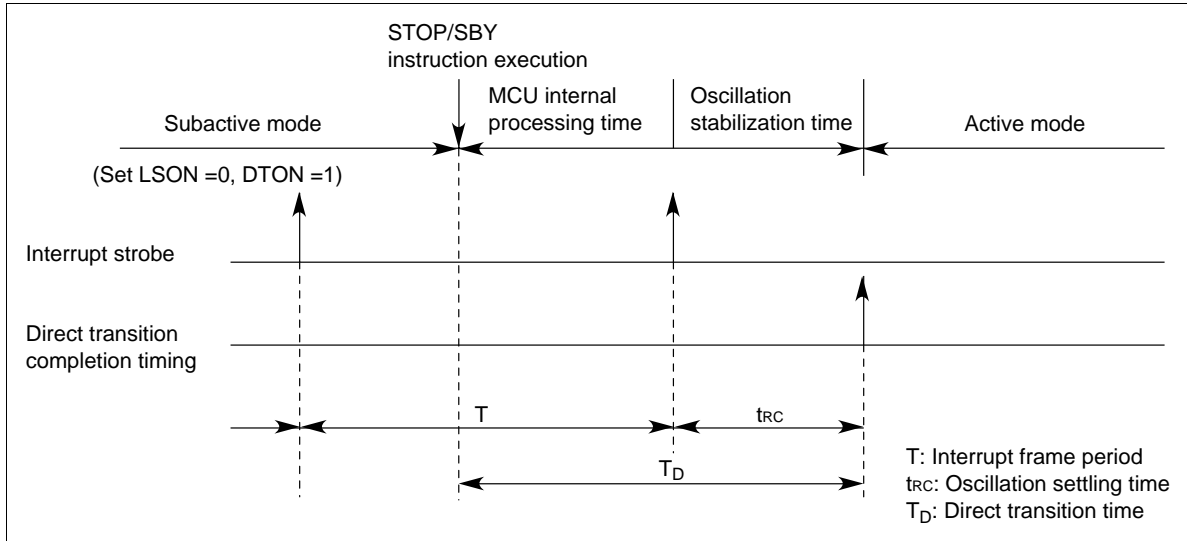 STOP/SBY
instruction execution
MCU internal
processing time
Oscillation
stabilization time
Subactive mode
Active mode
(Set LSON =0, DTON =1)
Interrupt strobe
Direct transition
completion timing
T
tRC
TD
T: Interrupt frame period
tRC: Oscillation settling time
TD: Direct transition time